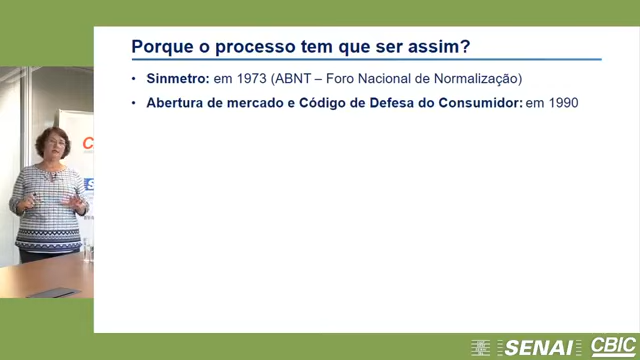 Porque o processo tem que ser assim?
• Sinmetro: em 1973 (ABNT – Foro Nacional de Normalização)
• Abertura de mercado e Código de Defesa do Consumidor: em 1990
SENAI CBIC